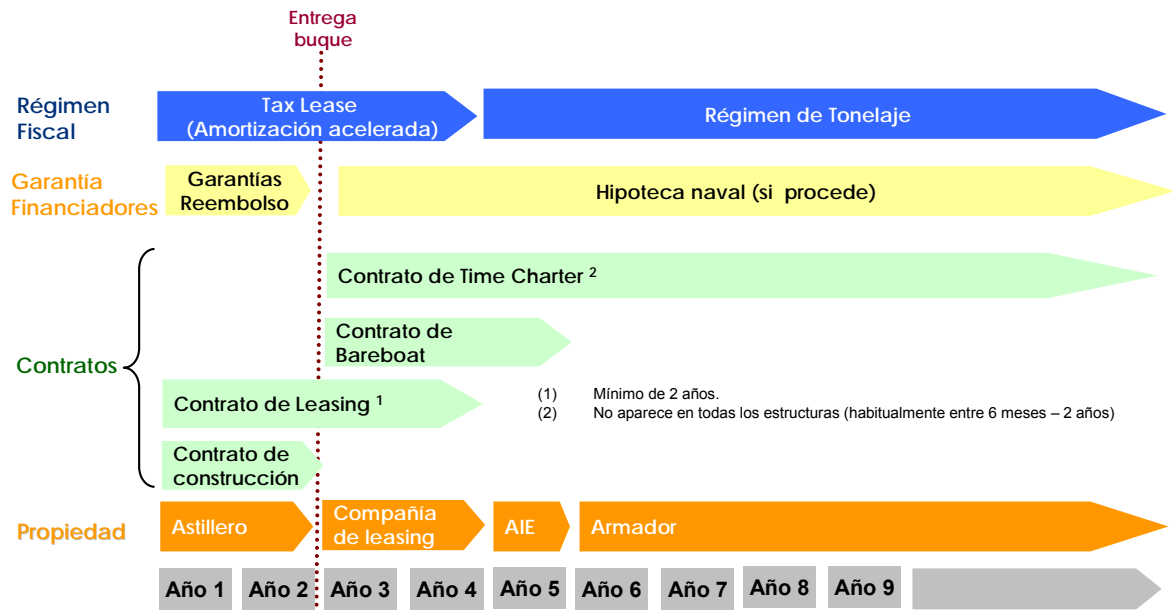 Entrega
buque
Régimen
Fiscal
Tax Lease
(Amortización acelerada)
Régimen de Tonelaje
Garantía
Financiadores
Garantías
Reembolso
Hipoteca naval (si procede)
Contratos
Contrato de Time Charter 2
Contrato de
Bareboat
Contrato de Leasing 1
(1) Mínimo de 2 años.
(2) No aparece en todas los estructuras (habitualmente entre 6 meses – 2 años)
Contrato de
construcción
Propiedad
Astillero
Compañía
de leasing
AIE
Armador
Año 1
Año 2
Año 3
Año 4
Año 5
Año 6
Año 7
Año 8
Año 9